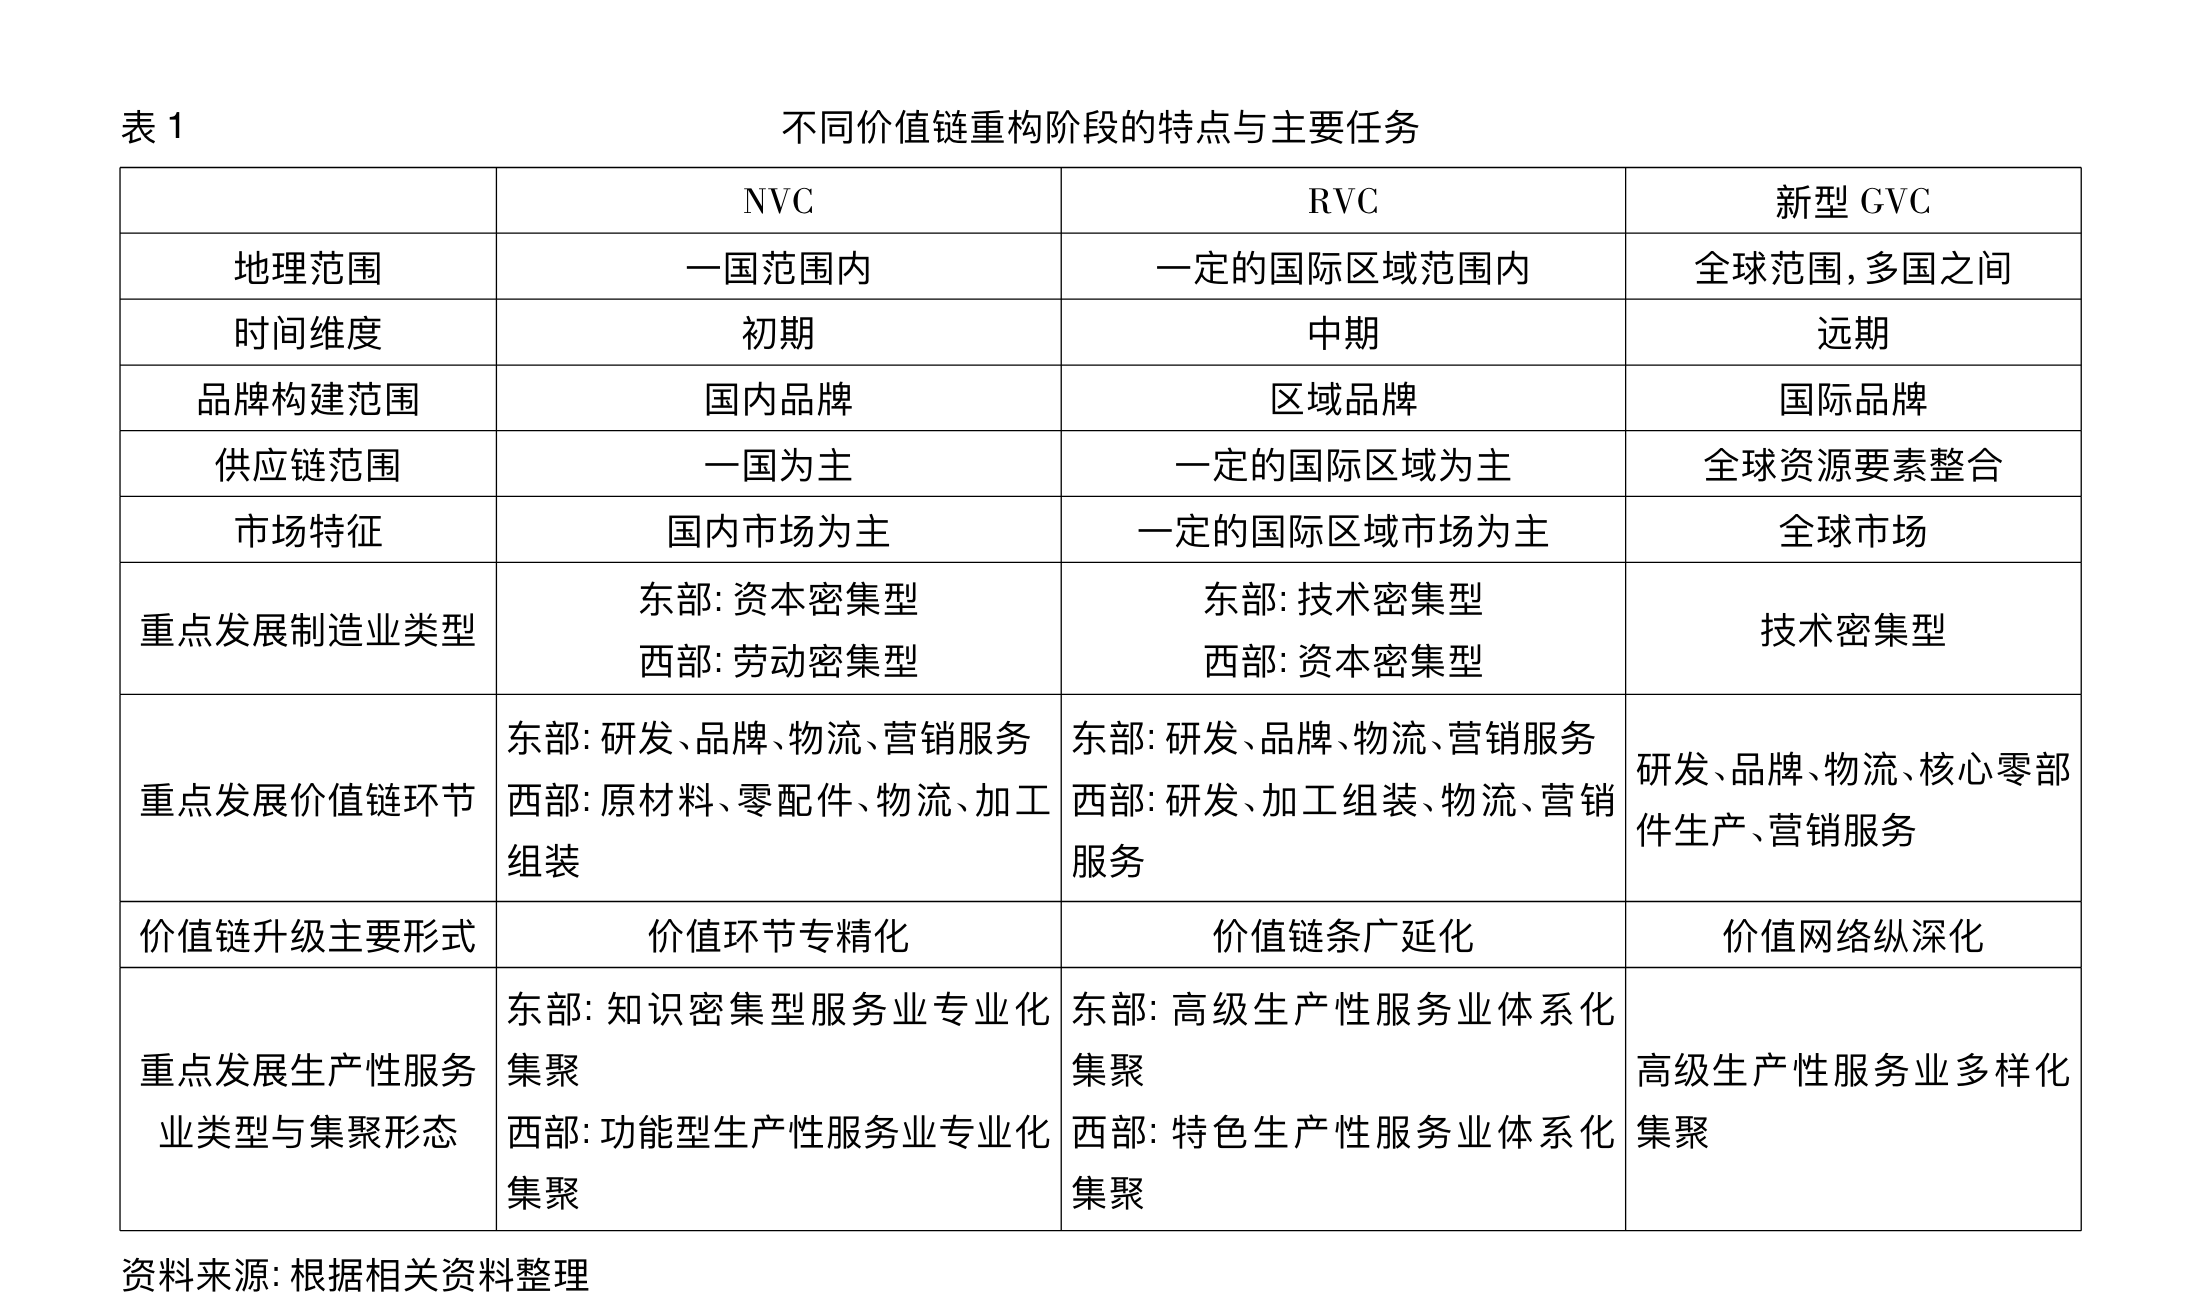 表 1 不同价值链重构阶段的特点与主要任务
NVC RVC 新型 GVC
地理范围 一国范围内 一定的国际区域范围内 全球范围,多国之间
时间维度 初期 中期 远期
品牌构建范围 国内品牌 区域品牌 国际品牌
供应链范围 一国为主 一定的国际区域为主 全球资源要素整合
市场特征 国内市场为主 一定的国际区域市场为主 全球市场
重点发展制造业类型
东部: 资本密集型
西部: 劳动密集型
东部: 技术密集型
西部: 资本密集型
技术密集型
重点发展价值链环节
东部: 研发、品牌、物流、营销服务
西部: 原材料、零配件、物流、加工
组装
东部: 研发、品牌、物流、营销服务
西部: 研发、加工组装、物流、营销
服务
研发、品牌、物流、核心零部
件生产、营销服务
价值链升级主要形式 价值环节专精化 价值链条广延化 价值网络纵深化
重点发展生产性服务
业类型与集聚形态
东部: 知识密集型服务业专业化
集聚
西部: 功能型生产性服务业专业化
集聚
东部: 高级生产性服务业体系化
集聚
西部: 特色生产性服务业体系化
集聚
高级生产性服务业多样化
集聚
资料来源: 根据相关资料整理